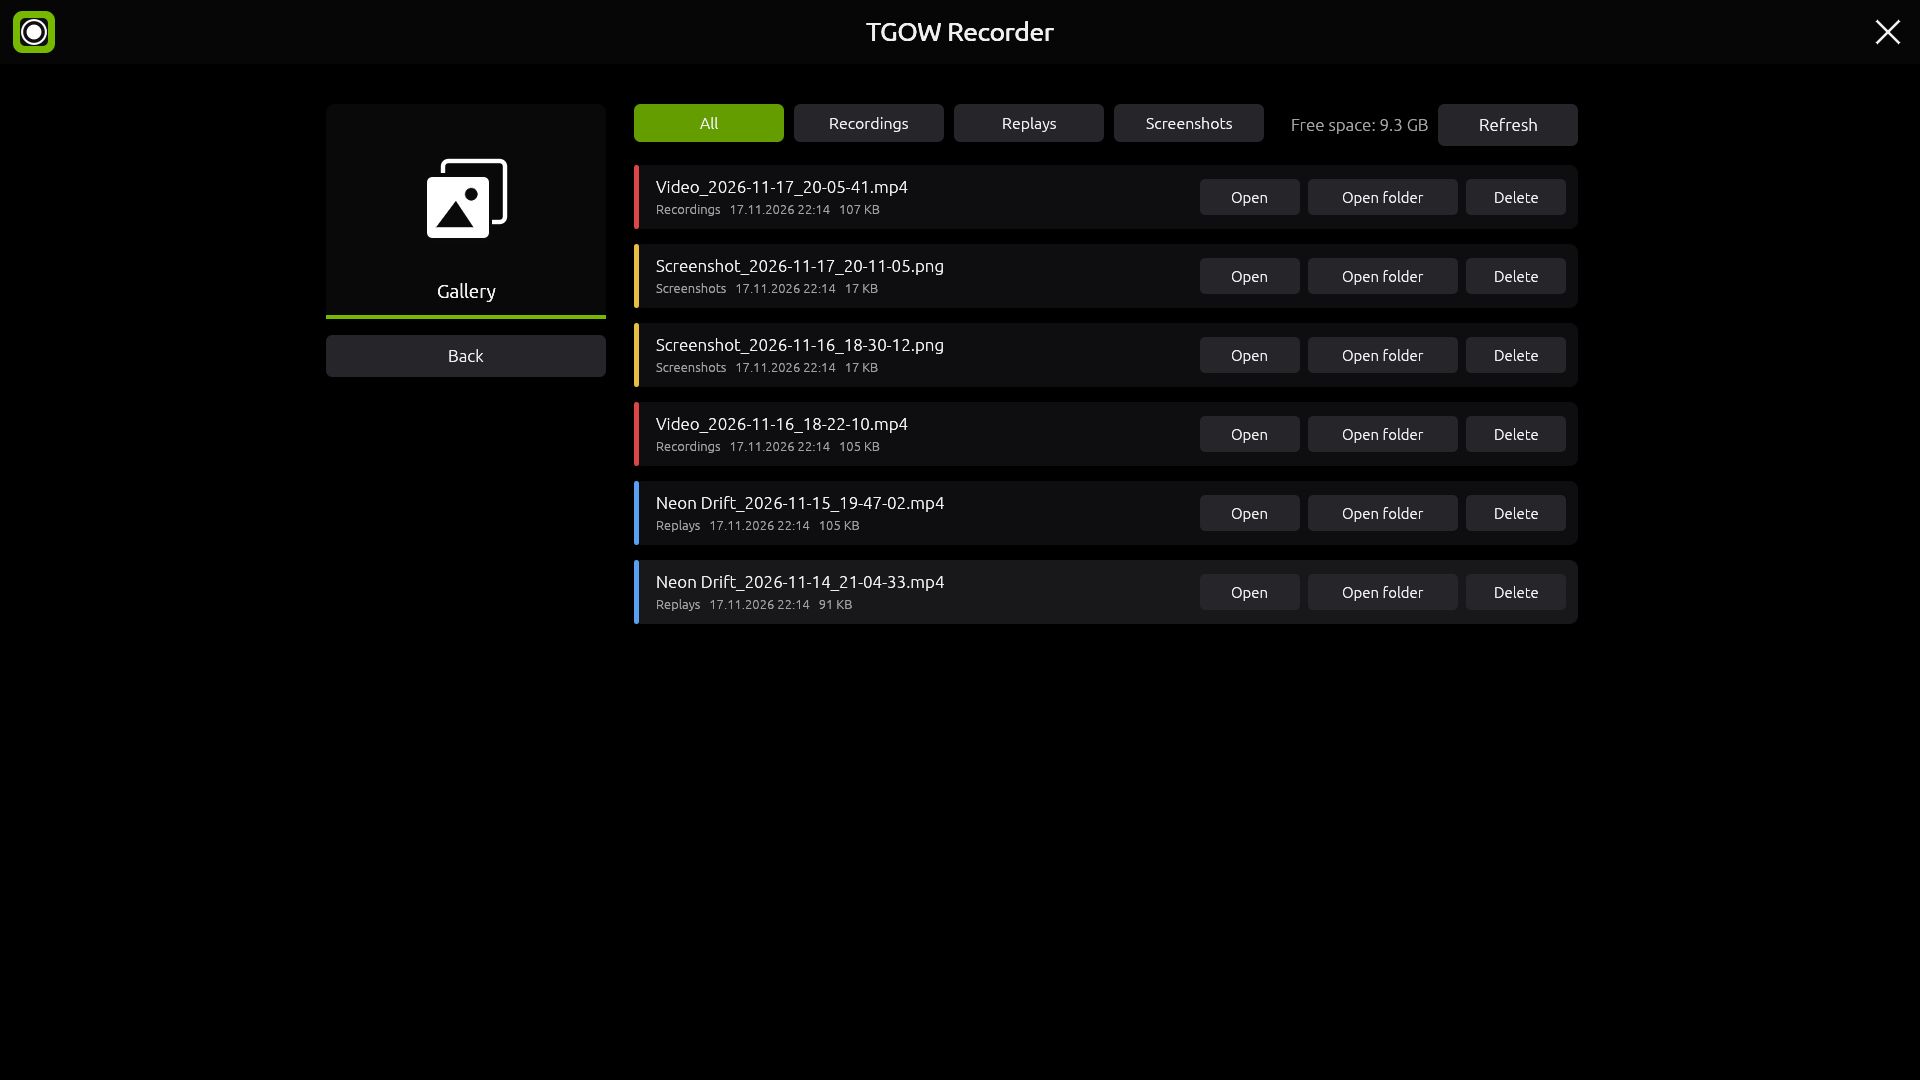 TGOW Recorder
Gallery
Back
All Recordings Replays Screenshots Free space: 9.3 GB Refresh
Video_2026-11-17_20-05-41.mp4
Recordings 17.11.2026 22:14 107 KB
Open Open folder Delete
Screenshot_2026-11-17_20-11-05.png
Screenshots 17.11.2026 22:14 17 KB
Open Open folder Delete
Screenshot_2026-11-16_18-30-12.png
Screenshots 17.11.2026 22:14 17 KB
Open Open folder Delete
Video_2026-11-16_18-22-10.mp4
Recordings 17.11.2026 22:14 105 KB
Open Open folder Delete
Neon Drift_2026-11-15_19-47-02.mp4
Replays 17.11.2026 22:14 105 KB
Open Open folder Delete
Neon Drift_2026-11-14_21-04-33.mp4
Replays 17.11.2026 22:14 91 KB
Open Open folder Delete